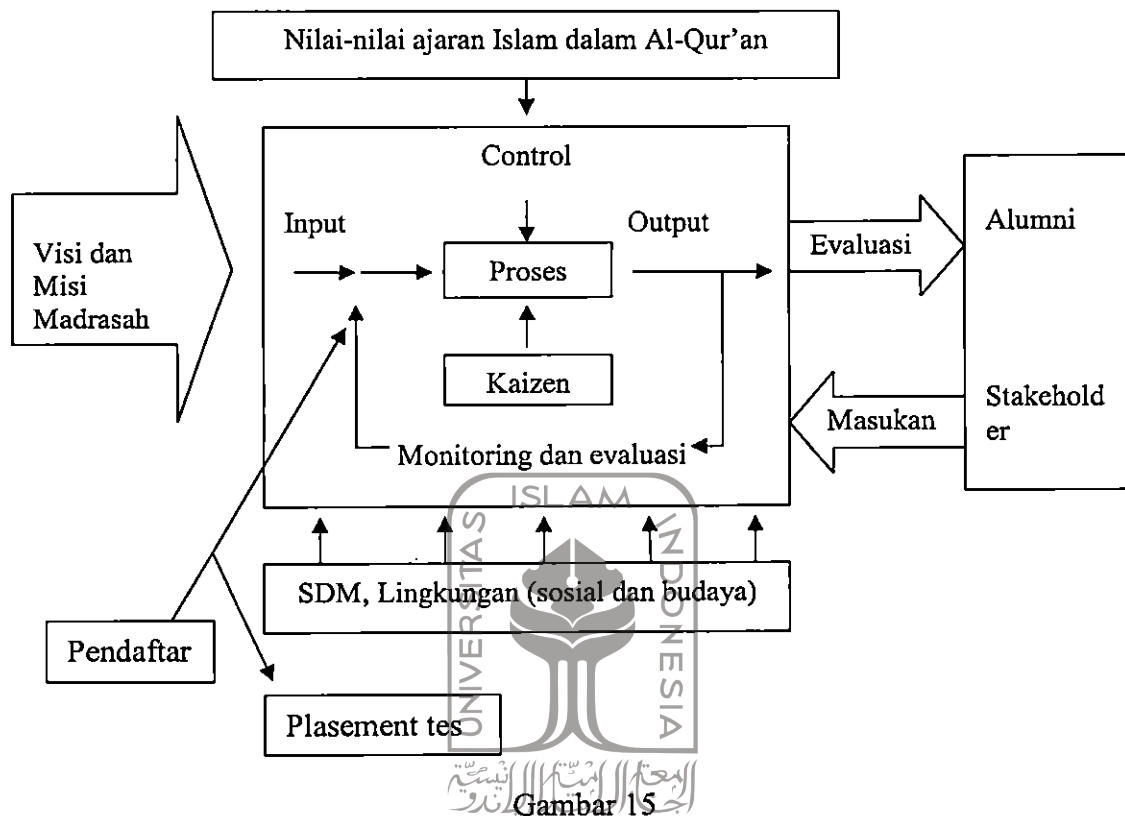 Nilai-nilai ajaran Islam dalam Al-Qur'an
Control
Input
Output
Proses
Kaizen
Monitoring dan evaluasi
Visi dan
Misi
Madrasah
Evaluasi
Masukan
Alumni
Stakehold
er
SDM, Lingkungan (sosial dan budaya)
Pendaftar
Plasement tes
UNIVERSITAS
ISLAM
INDONESIA
Gambar 15